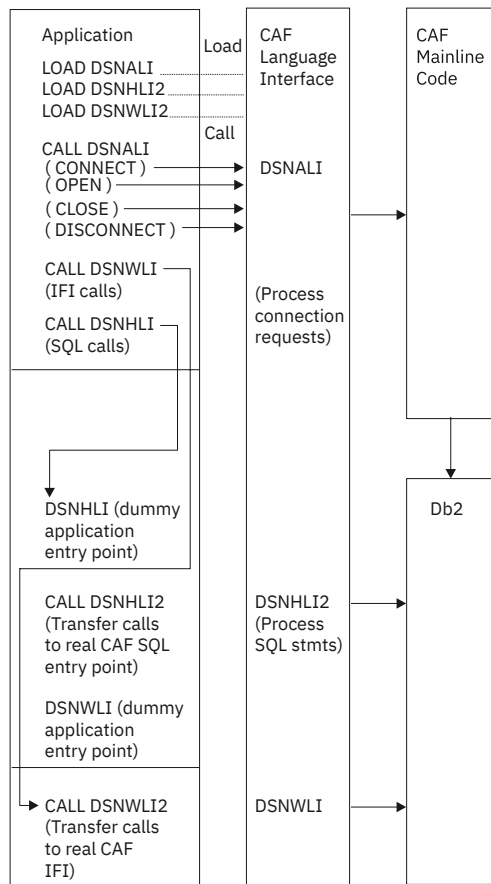 Application
LOAD DSNALI
LOAD DSNHLI2
LOAD DSNWLI2
CALL DSNALI
( CONNECT )
( OPEN )
( CLOSE )
( DISCONNECT )
CALL DSNWLI
(IFI calls)
CALL DSNHLI
(SQL calls)
DSNHLI (dummy
application
entry point)
CALL DSNHLI2
(Transfer calls
to real CAF SQL
entry point)
DSNWLI (dummy
application
entry point)
CALL DSNWLI2
(Transfer calls
to real CAF
IFI)
Load
Call
CAF
Language
Interface
DSNALI
(Process
connection
requests)
DSNHLI2
(Process
SQL stmts)
DSNWLI
CAF
Mainline
Code
Db2